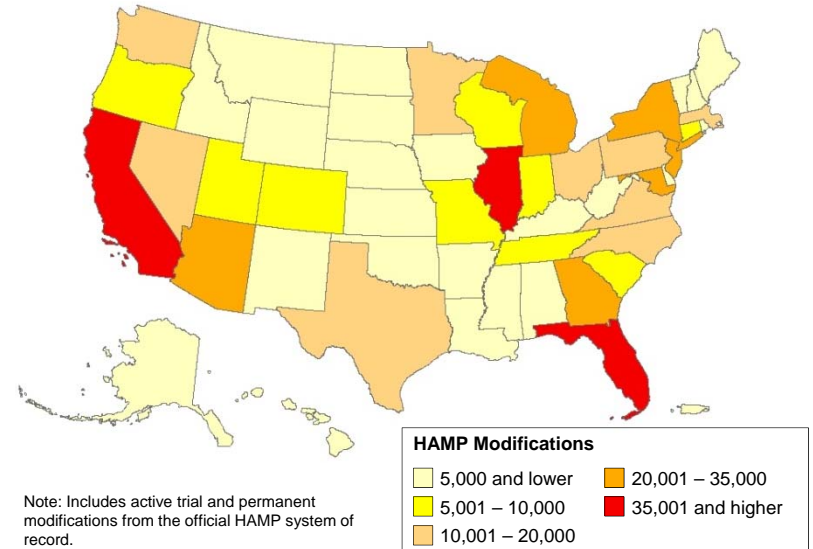 HAMP Modifications
5,000 and lower
20,001 – 35,000
5,001 – 10,000
35,001 and higher
10,001 – 20,000
Note: Includes active trial and permanent
modifications from the official HAMP system of
record.